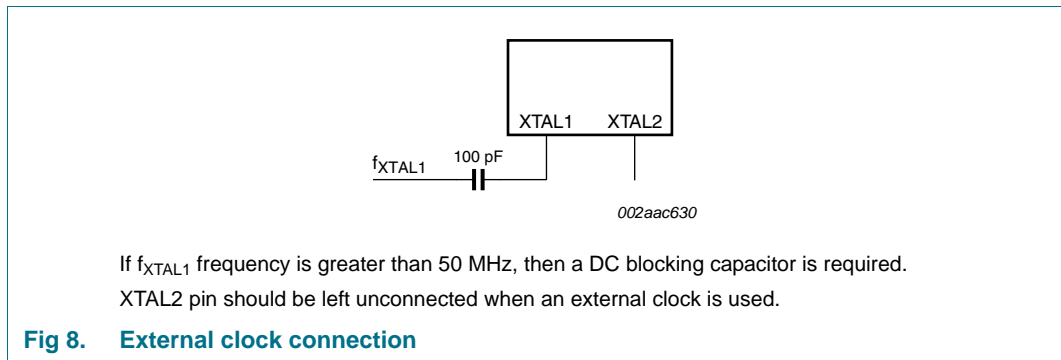 XTAL1 XTAL2
fXTAL1 100 pF
002aac630
If fXTAL1 frequency is greater than 50 MHz, then a DC blocking capacitor is required.
XTAL2 pin should be left unconnected when an external clock is used.
Fig 8. External clock connection